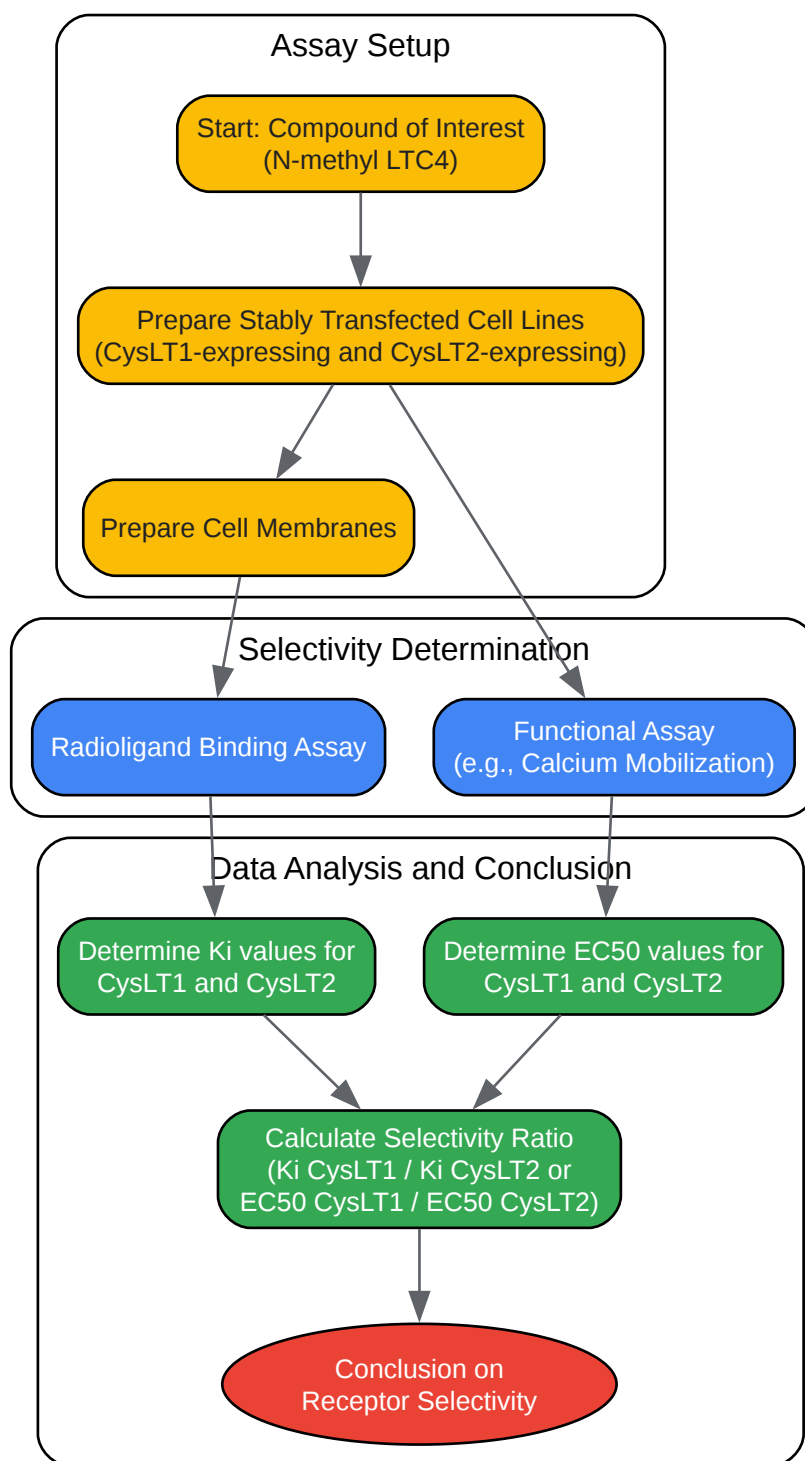 Assay Setup
Start: Compound of Interest
(N-methyl LTC4)
Prepare Stably Transfected Cell Lines
(CysLT1-expressing and CysLT2-expressing)
Prepare Cell Membranes
Selectivity Determination
Radioligand Binding Assay
Functional Assay
(e.g., Calcium Mobilization)
Data Analysis and Conclusion
Determine Ki values for
CysLT1 and CysLT2
Determine EC50 values for
CysLT1 and CysLT2
Calculate Selectivity Ratio
(Ki CysLT1 / Ki CysLT2 or
EC50 CysLT1 / EC50 CysLT2)
Conclusion on
Receptor Selectivity